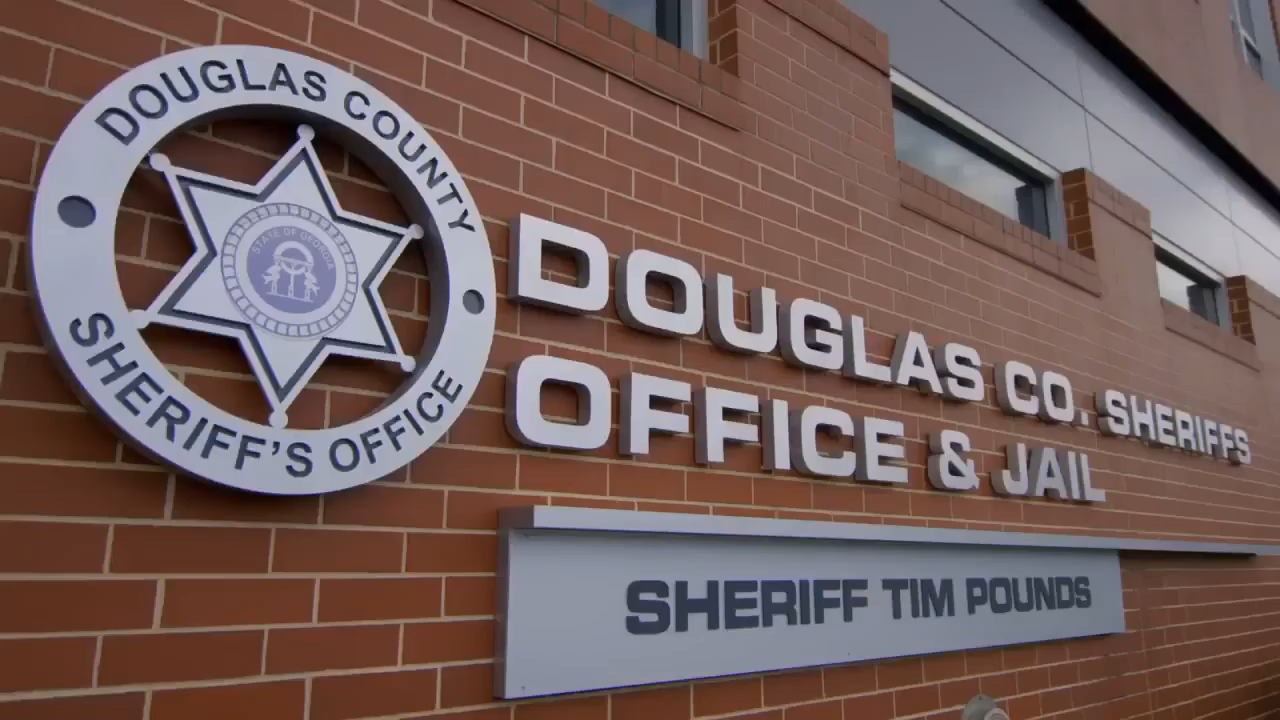 DOUGLAS COUNTY
STATE OF GEORGIA
SHERIFF'S OFFICE
DOUGLAS CO. SHERIFFS
OFFICE & JAIL
SHERIFF TIM POUNDS